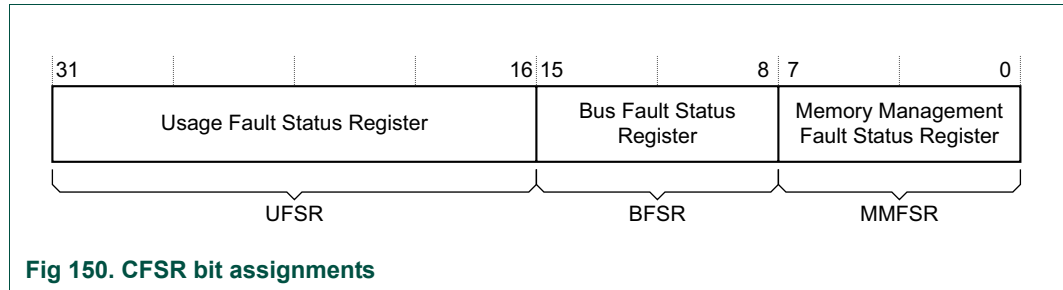 31 16 15 8 7 0
Usage Fault Status Register
Bus Fault Status
Register
Memory Management
Fault Status Register
UFSR BFSR MMFSR
Fig 150. CFSR bit assignments